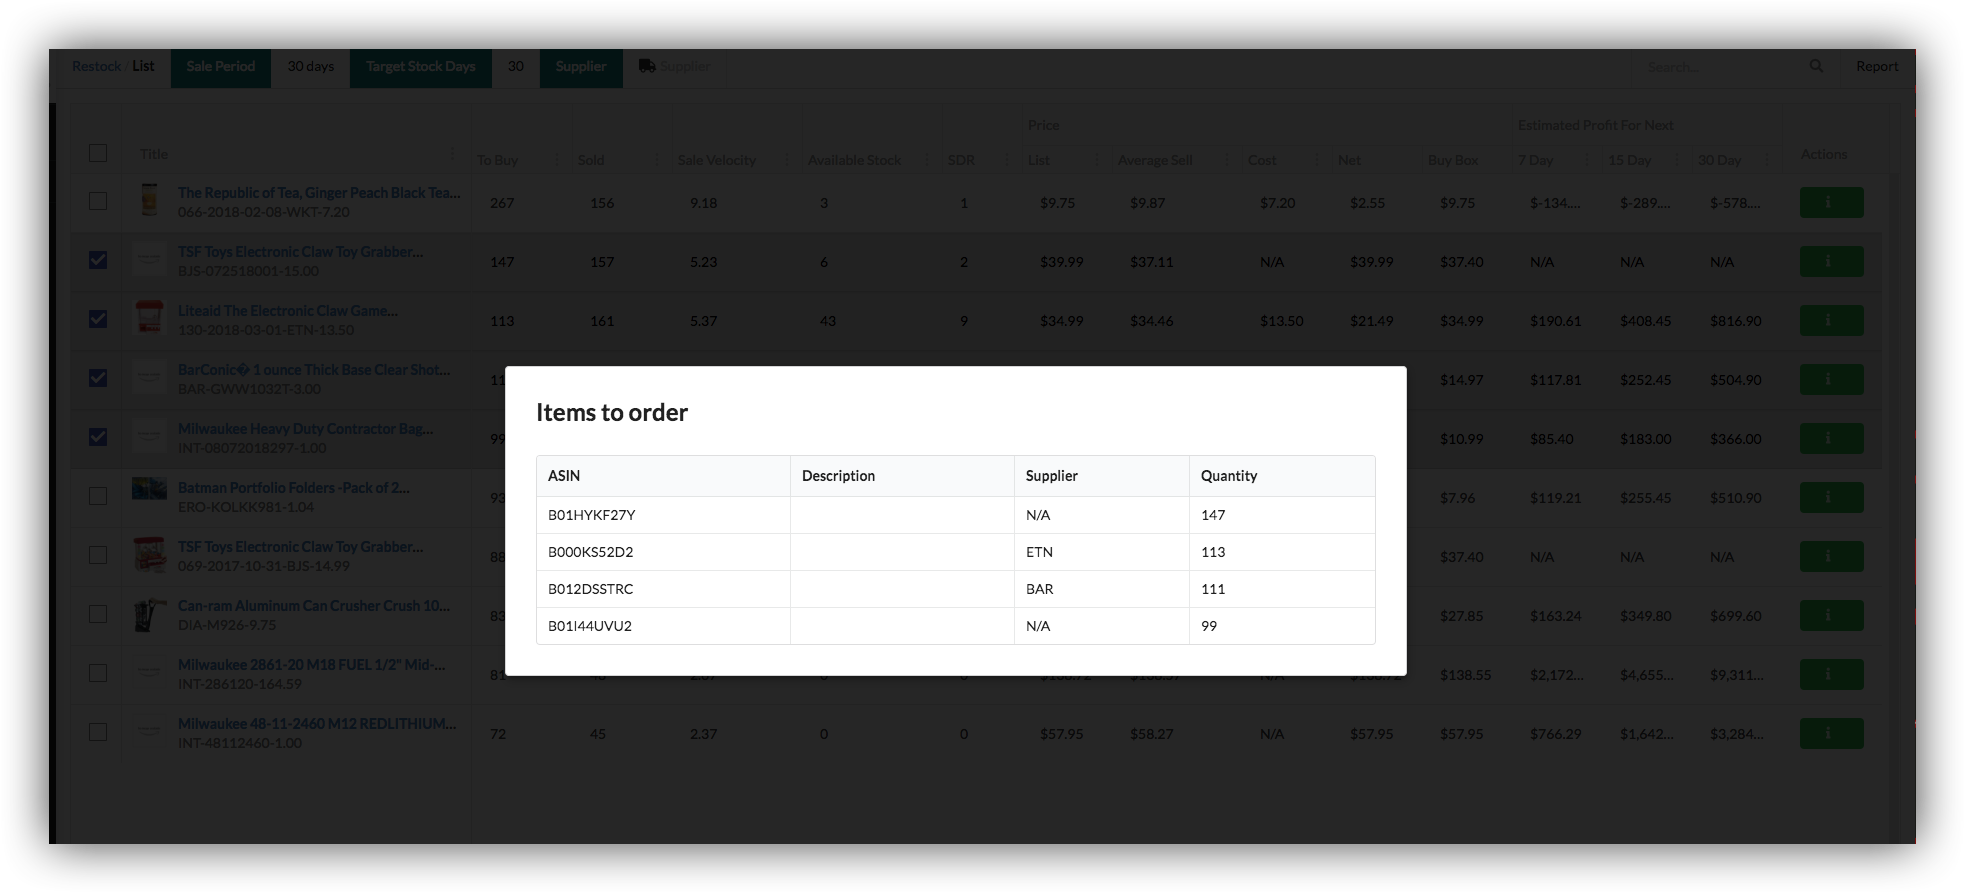 Restock / List Sale Period 30 days Target Stock Days 30 Supplier Supplier Search... Report
Price Estimated Profit For Next
Title To Buy Sold Sale Velocity Available Stock SDR List Average Sell Cost Net Buy Box 7 Day 15 Day 30 Day Actions
The Republic of Tea, Ginger Peach Black Tea...
066-2018-02-08-WKT-7.20
267 156 9.18 3 1 $9.75 $9.87 $7.20 $2.55 $9.75 $-134.... $-289.... $-578....
TSF Toys Electronic Claw Toy Grabber...
BJS-072518001-15.00
147 157 5.23 6 2 $39.99 $37.11 N/A $39.99 $37.40 N/A N/A N/A
Liteaid The Electronic Claw Game...
130-2018-03-01-ETN-13.50
113 161 5.37 43 9 $34.99 $34.46 $13.50 $21.49 $34.99 $190.61 $408.45 $816.90
BarConic� 1 ounce Thick Base Clear Shot...
BAR-GWW1032T-3.00
11 $14.97 $117.81 $252.45 $504.90
Milwaukee Heavy Duty Contractor Bag...
INT-08072018297-1.00
99 $10.99 $85.40 $183.00 $366.00
Batman Portfolio Folders -Pack of 2...
ERO-KOLKK981-1.04
93 $7.96 $119.21 $255.45 $510.90
TSF Toys Electronic Claw Toy Grabber...
069-2017-10-31-BJS-14.99
88 $37.40 N/A N/A N/A
Can-ram Aluminum Can Crusher Crush 10...
DIA-M926-9.75
83 $27.85 $163.24 $349.80 $699.60
Milwaukee 2861-20 M18 FUEL 1/2" Mid-...
INT-286120-164.59
81 $138.55 $2,172... $4,655... $9,311...
Milwaukee 48-11-2460 M12 REDLITHIUM...
INT-48112460-1.00
72 45 2.37 0 0 $57.95 $58.27 N/A $57.95 $57.95 $766.29 $1,642... $3,284...
Items to order
ASIN Description Supplier Quantity
B01HYKF27Y N/A 147
B000KS52D2 ETN 113
B012DSSTRC BAR 111
B01I44UVU2 N/A 99